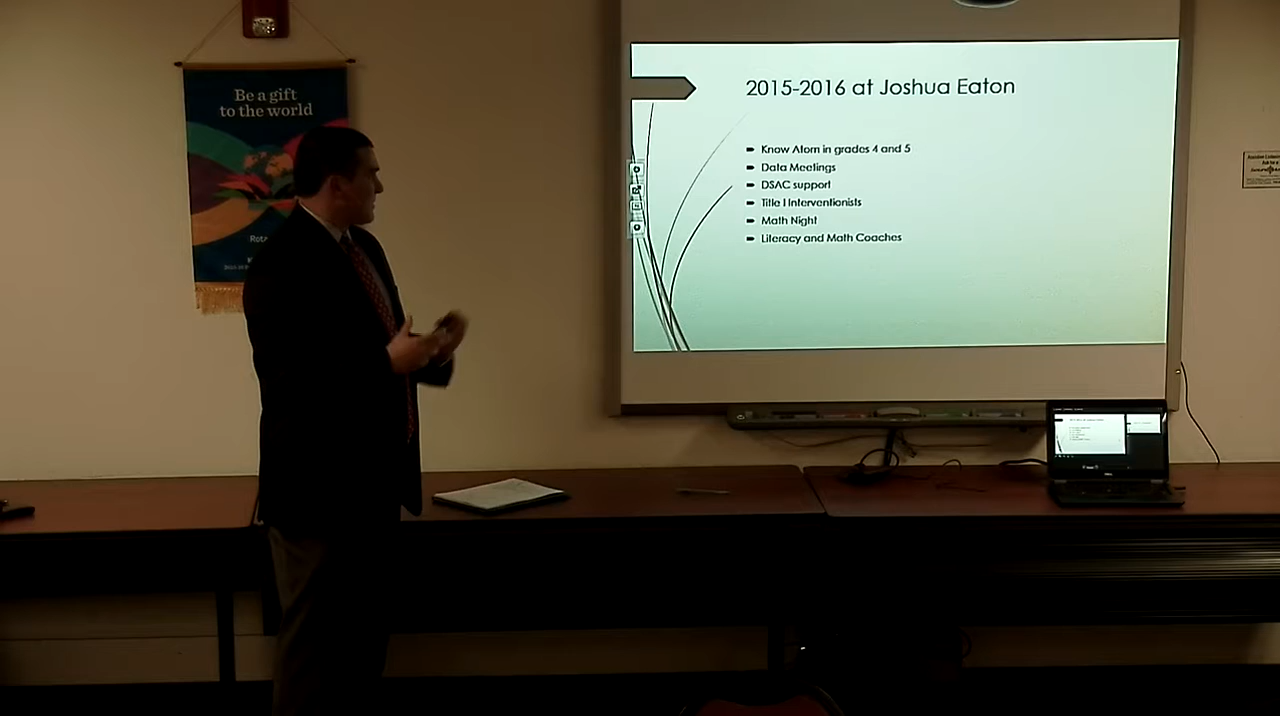 Be a gift
to the world
2015-2016 at Joshua Eaton
Know Atom in grades 4 and 5
Data Meetings
DSAC support
Title I Interventionists
Math Night
Literacy and Math Coaches